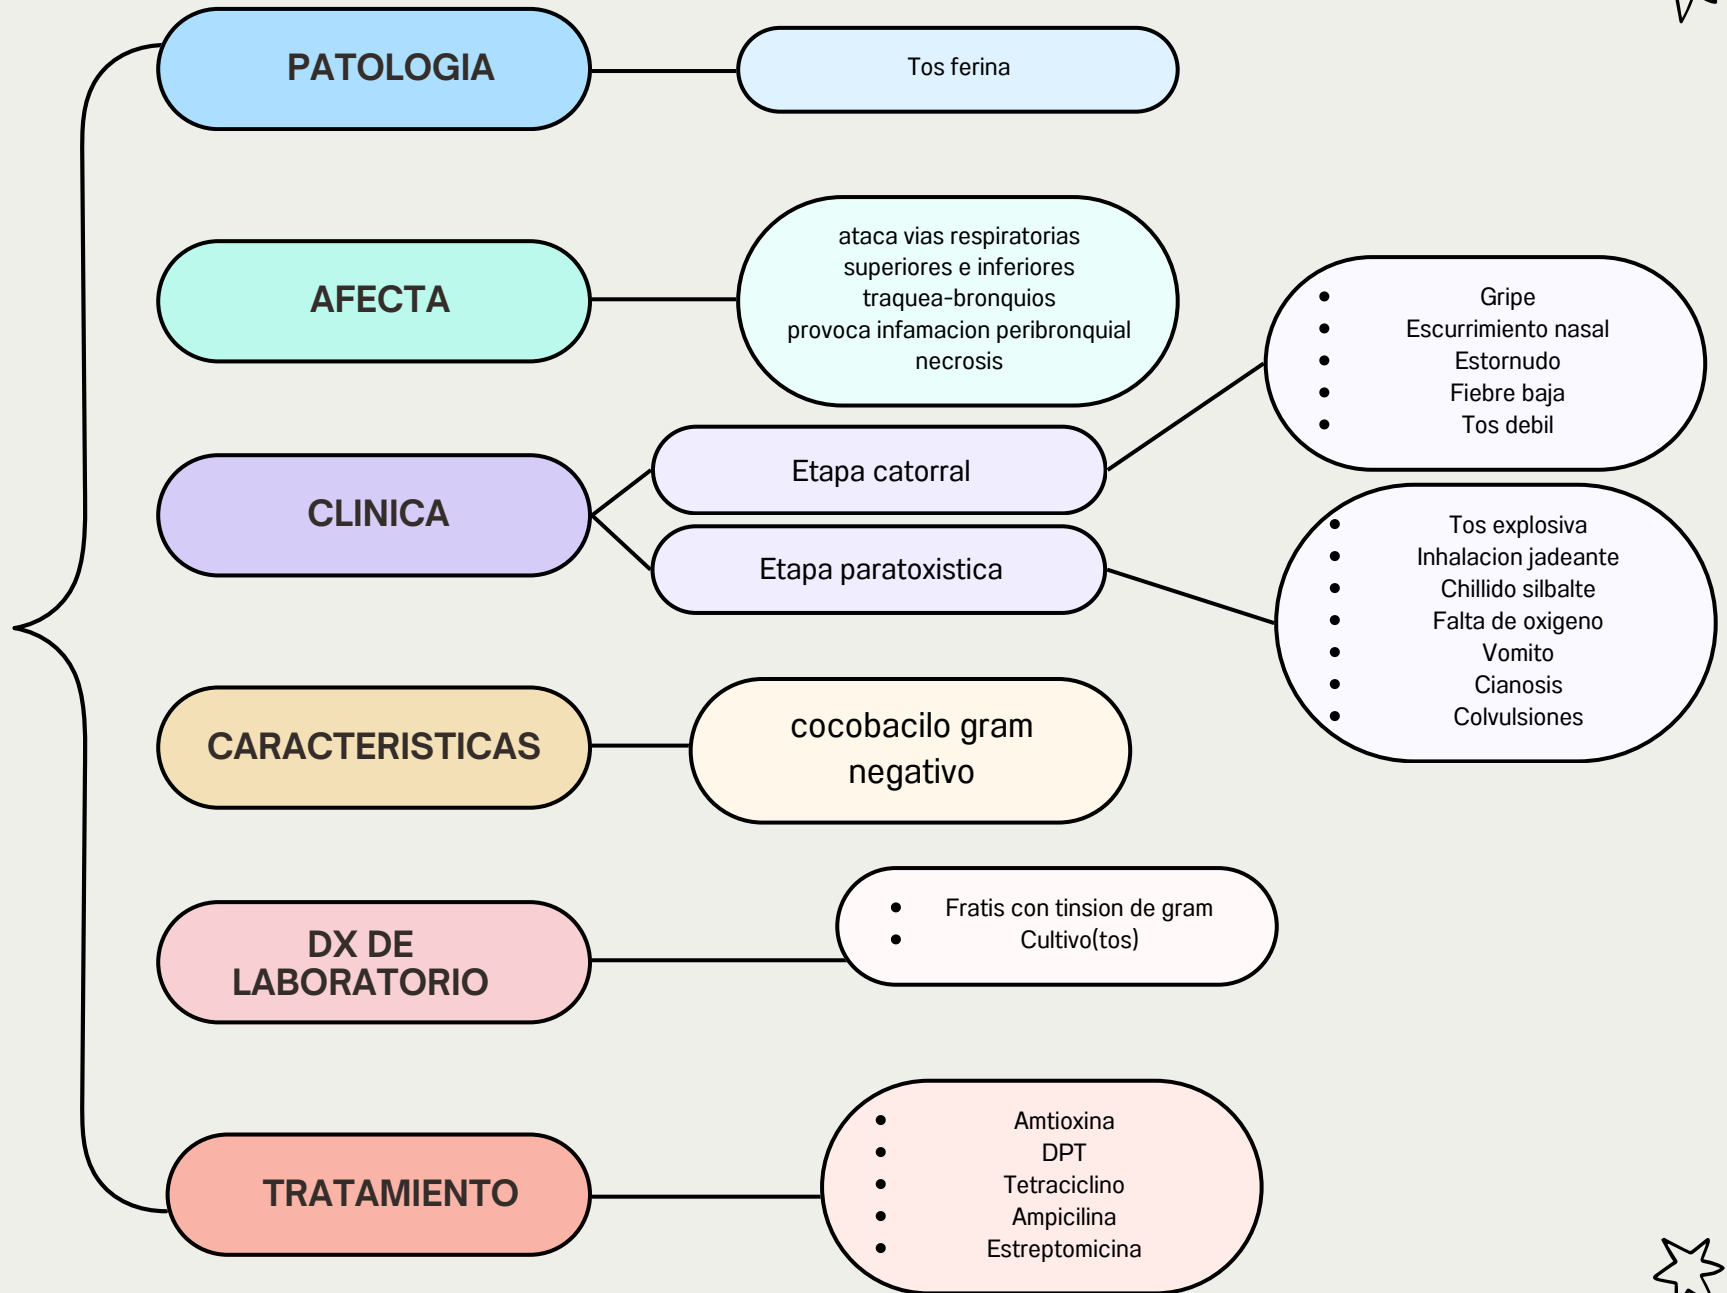 PATOLOGIA
Tos ferina
AFECTA
ataca vias respiratorias
superiores e inferiores
traquea-bronquios
provoca infamacion peribronquial
necrosis
CLINICA
Etapa catorral
• Gripe
• Escurrimiento nasal
• Estornudo
• Fiebre baja
• Tos debil
Etapa paratoxistica
• Tos explosiva
• Inhalacion jadeante
• Chillido silbalte
• Falta de oxigeno
• Vomito
• Cianosis
• Colvulsiones
CARACTERISTICAS
cocobacilo gram
negativo
DX DE
LABORATORIO
• Fratis con tinsion de gram
• Cultivo(tos)
TRATAMIENTO
• Amtioxina
• DPT
• Tetraciclino
• Ampicilina
• Estreptomicina